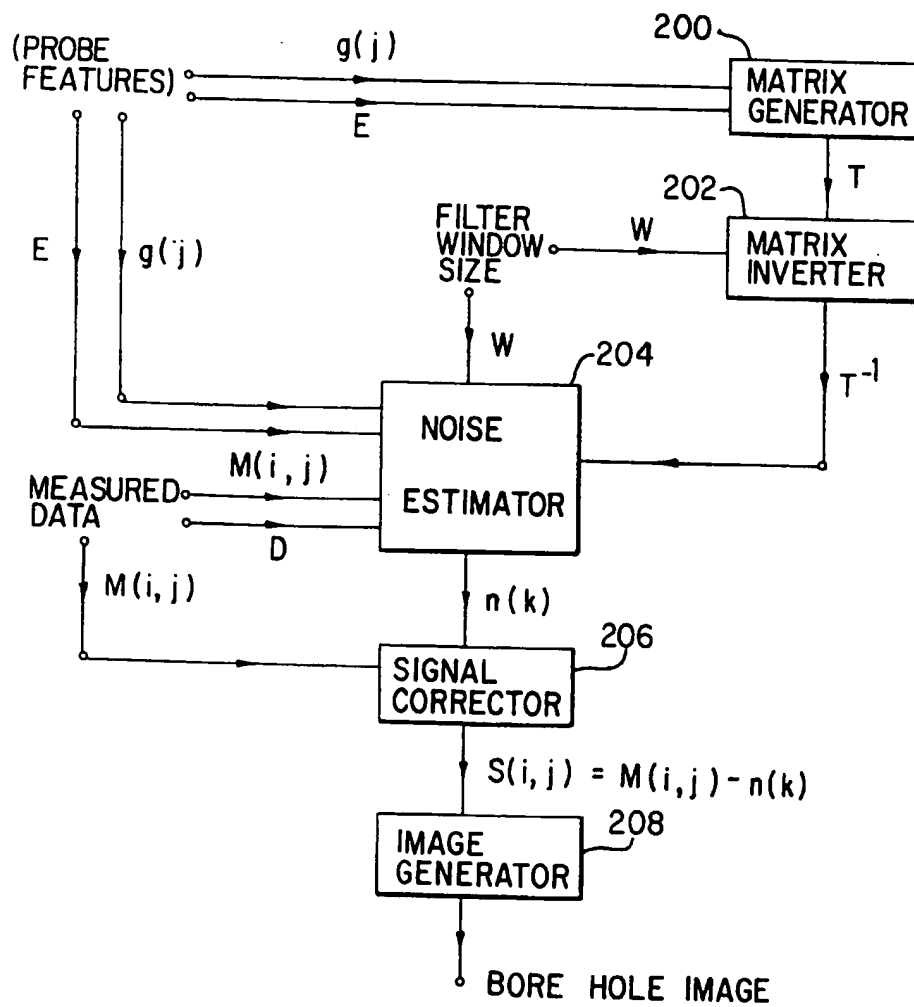 (PROBE
FEATURES)
g(j)
E
200
MATRIX
GENERATOR
T
202
FILTER
WINDOW
SIZE
W
MATRIX
INVERTER
E
g(j)
W
204
T-1
NOISE
ESTIMATOR
M(i,j)
MEASURED
DATA
D
M(i,j)
n(k)
206
SIGNAL
CORRECTOR
S(i,j) = M(i,j)-n(k)
208
IMAGE
GENERATOR
BORE HOLE IMAGE